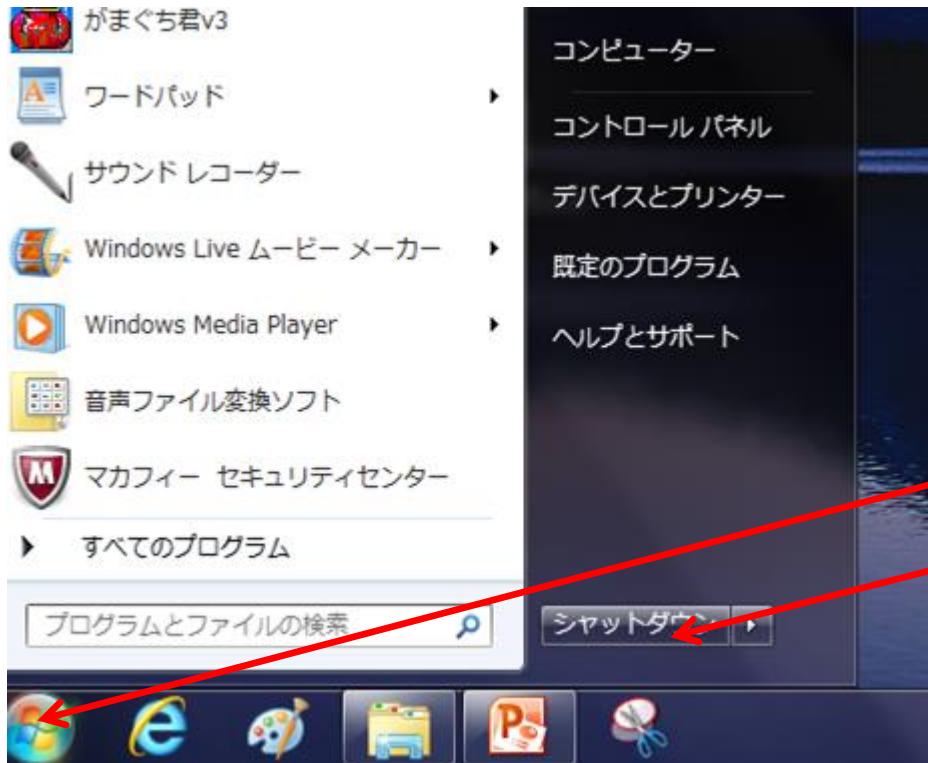 がまぐち君v3
ワードパッド
サウンド レコーダー
Windows Live ムービー メーカー
Windows Media Player
音声ファイル変換ソフト
マカフィー セキュリティセンター
すべてのプログラム
プログラムとファイルの検索
コンピューター
コントロール パネル
デバイスとプリンター
既定のプログラム
ヘルプとサポート
シャットダウン